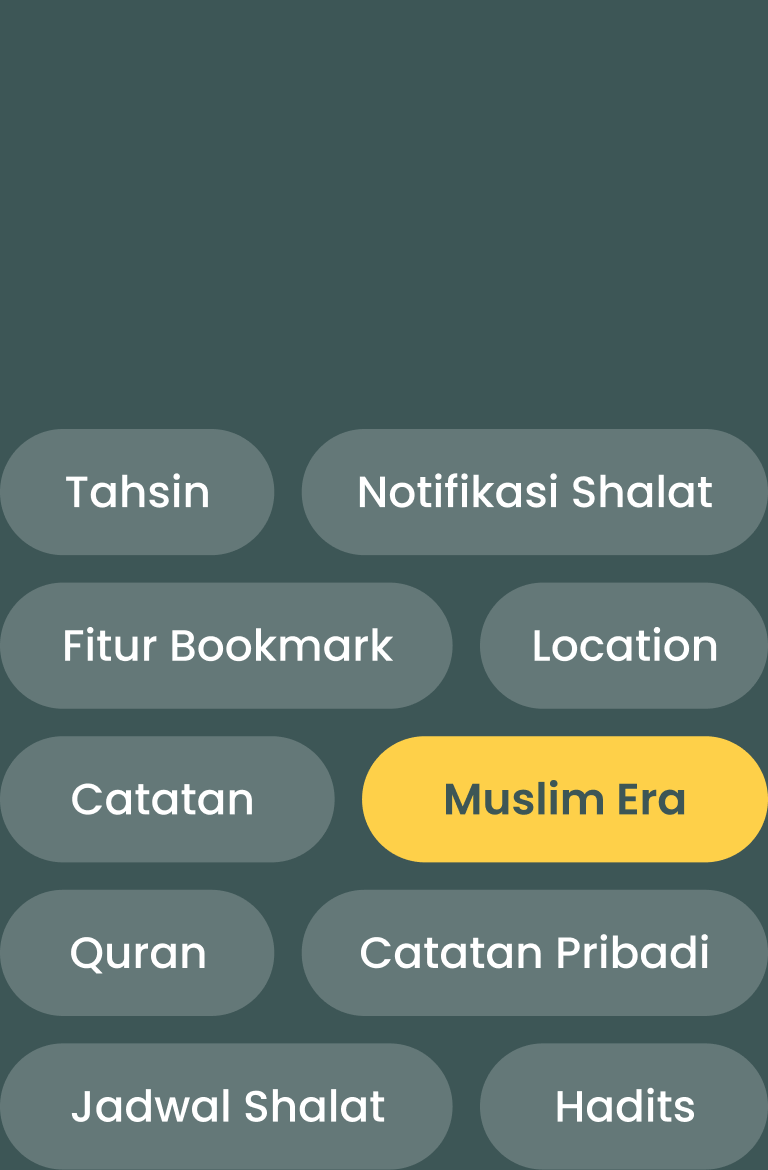 Tahsin
Notifikasi Shalat
Fitur Bookmark
Location
Catatan
Muslim Era
Quran
Catatan Pribadi
Jadwal Shalat
Hadits